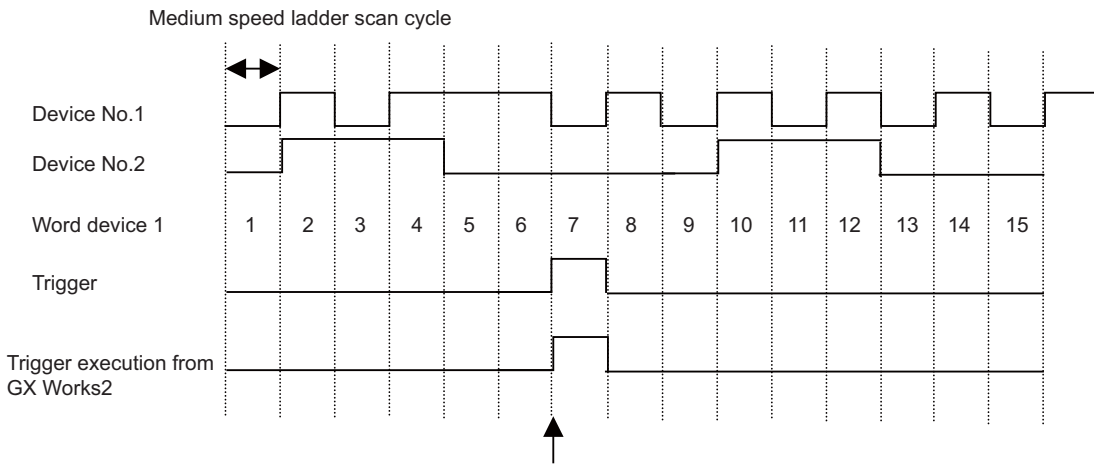 Medium speed ladder scan cycle
Device No.1
Device No.2
Word device 1 1 2 3 4 5 6 7 8 9 10 11 12 13 14 15
Trigger
Trigger execution from
GX Works2